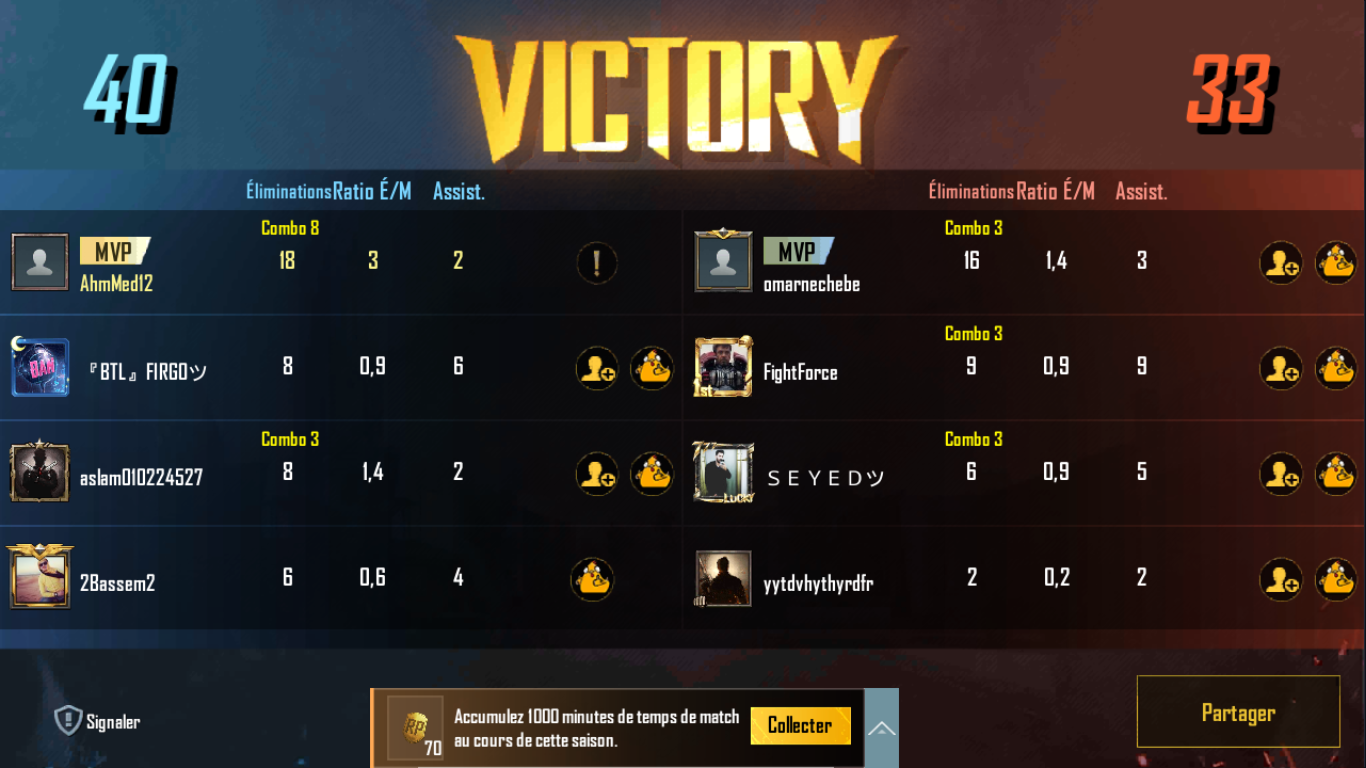 40
VICTORY
33
Éliminations Ratio É/M Assist.
Éliminations Ratio É/M Assist.
Combo 8
MVP
18 3 2
AhmMed12
Combo 3
MVP
16 1,4 3
omarnechebe
『BTL』FIRGOツ 8 0,9 6
Combo 3
FightForce 9 0,9 9
1st
Combo 3
aslam010224527 8 1,4 2
Combo 3
ＳＥＹＥＤツ 6 0,9 5
LUCKY
2Bassem2 6 0,6 4
yytdvhythyrdfr 2 0,2 2
Signaler
RP
70
Accumulez 1000 minutes de temps de match
au cours de cette saison.
Collecter
Partager